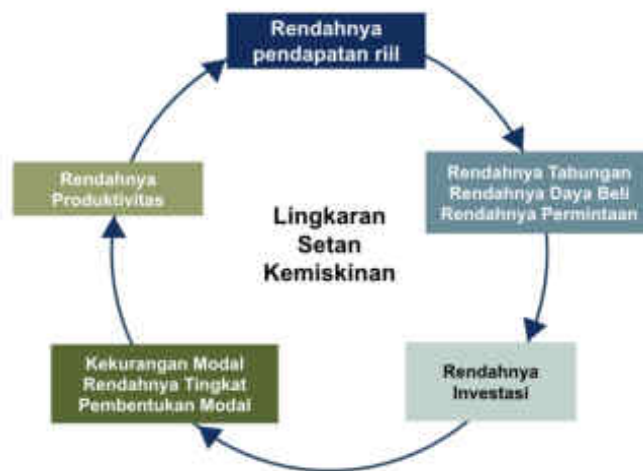 Rendahnya
pendapatan riil
Rendahnya Tabungan
Rendahnya Daya Beli
Rendahnya Permintaan
Rendahnya
Investasi
Kekurangan Modal
Rendahnya Tingkat
Pembentukan Modal
Rendahnya
Produktivitas
Lingkaran
Setan
Kemiskinan